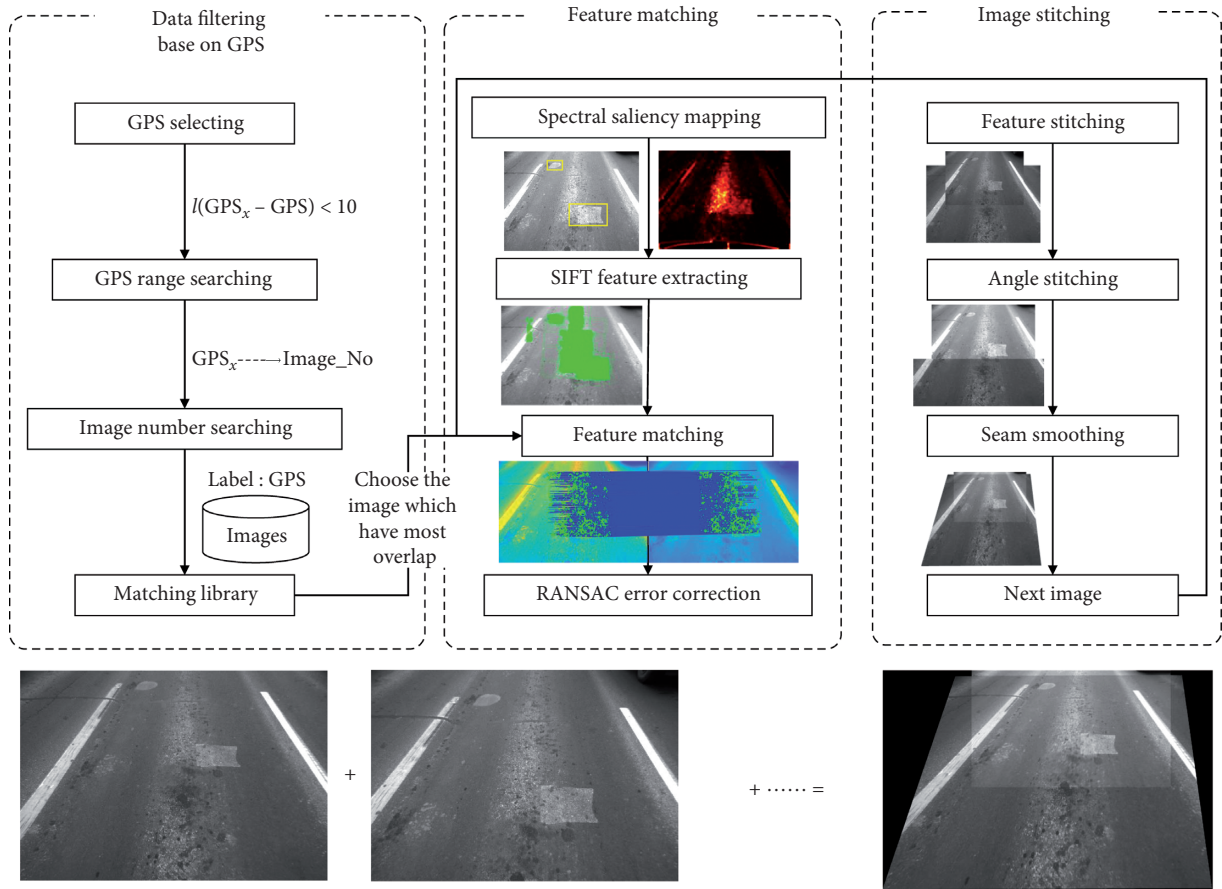 Data filtering
base on GPS
GPS selecting
l(GPSₓ – GPS) < 10
GPS range searching
GPSₓ----→Image_No
Image number searching
Label : GPS
Images
Matching library
Choose the
image which
have most
overlap
Feature matching
Spectral saliency mapping
SIFT feature extracting
Feature matching
RANSAC error correction
Image stitching
Feature stitching
Angle stitching
Seam smoothing
Next image
+
+ ······ =